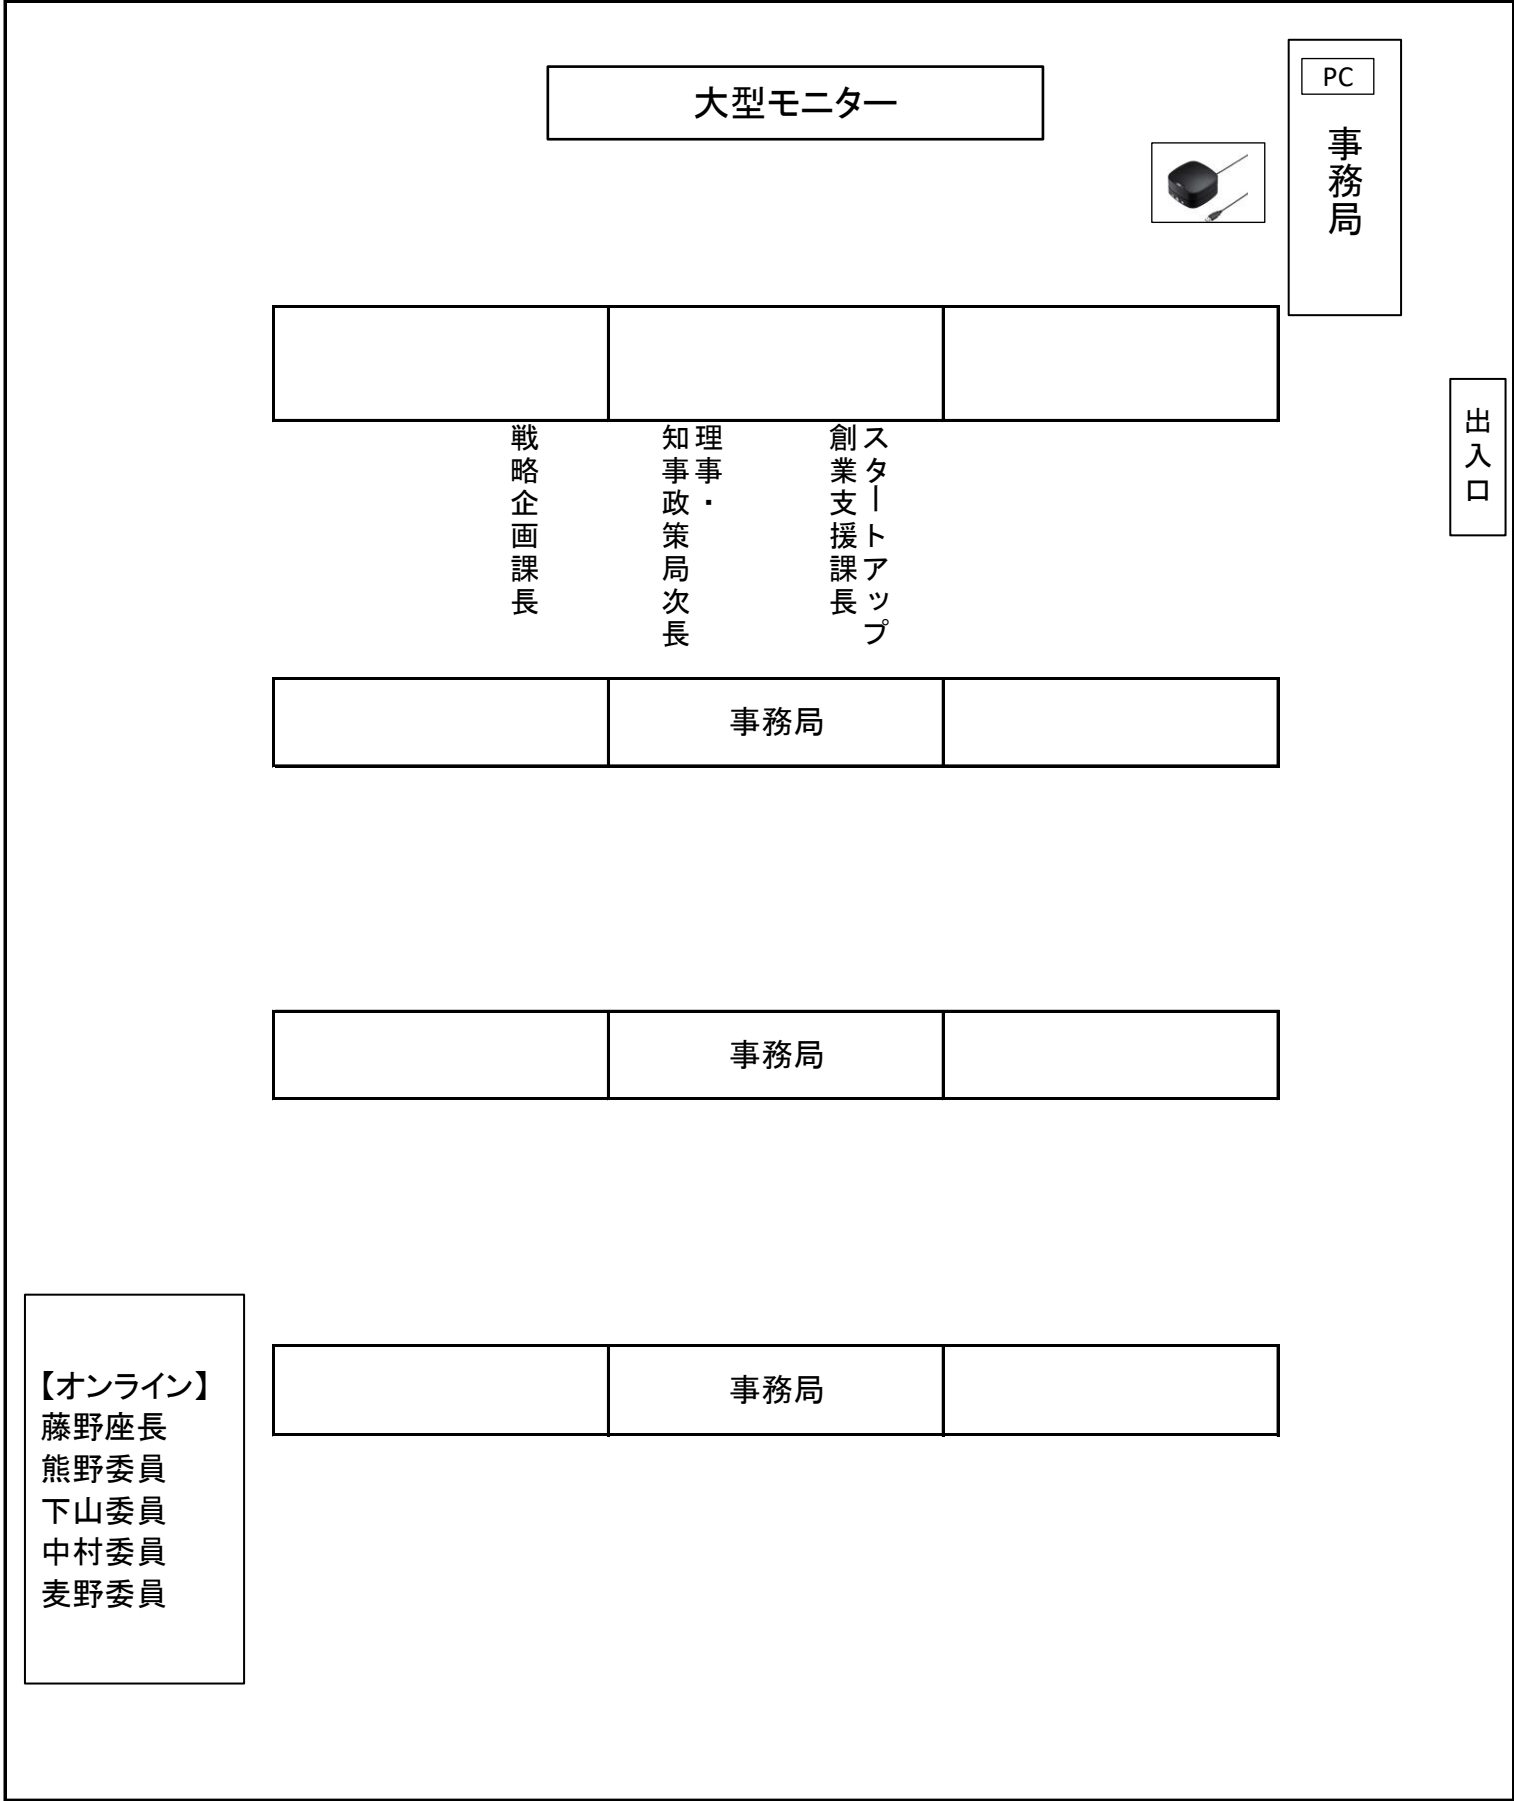 大型モニター
PC
事務局
戦略企画課長
理事・
知事政策局次長
スタートアップ
創業支援課長
出入口
事務局
事務局
事務局
【オンライン】
藤野座長
熊野委員
下山委員
中村委員
麦野委員